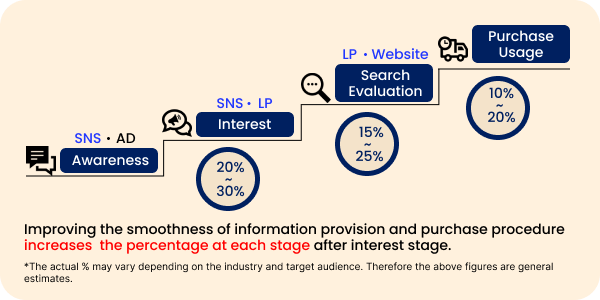 Purchase
Usage
LP・Website
Search
Evaluation
10%
~
20%
SNS・ LP
Interest
15%
~
25%
SNS・AD
Awareness
20%
~
30%
Improving the smoothness of information provision and purchase procedure
increases  the percentage at each stage after interest stage.
*The actual % may vary depending on the industry and target audience. Therefore the above figures are general
estimates.